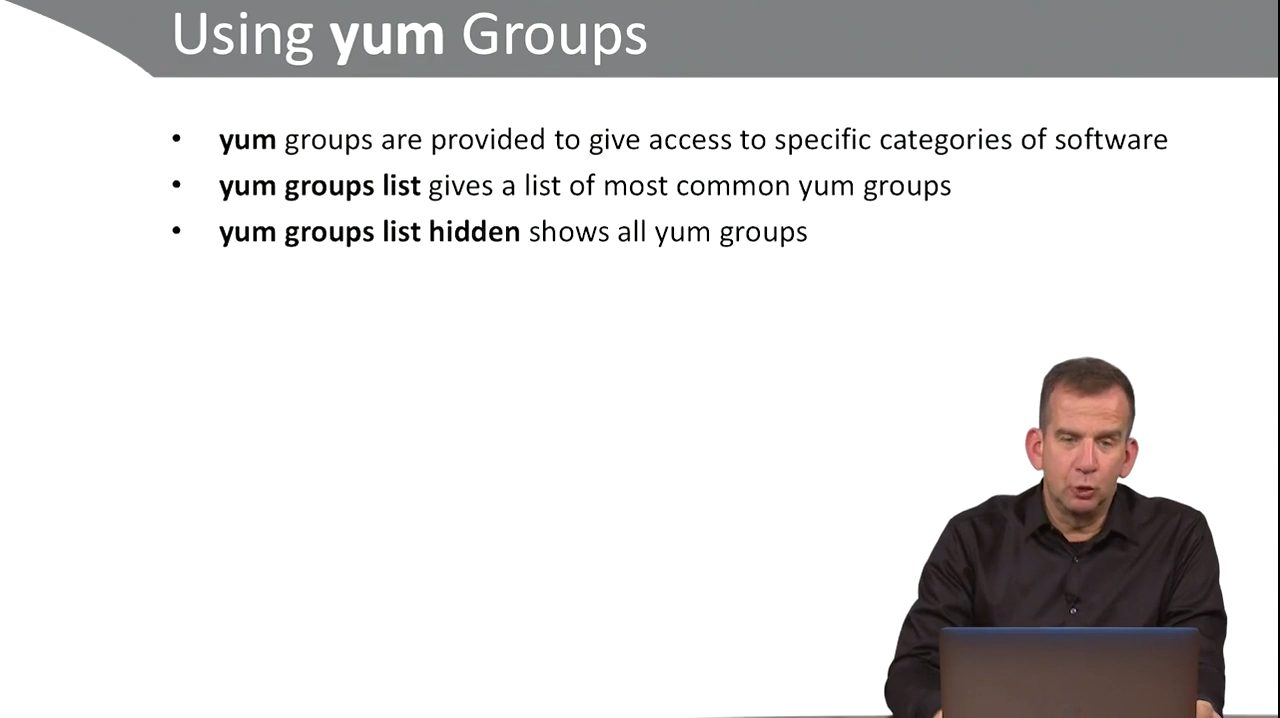 Using yum Groups
• yum groups are provided to give access to specific categories of software
• yum groups list gives a list of most common yum groups
• yum groups list hidden shows all yum groups